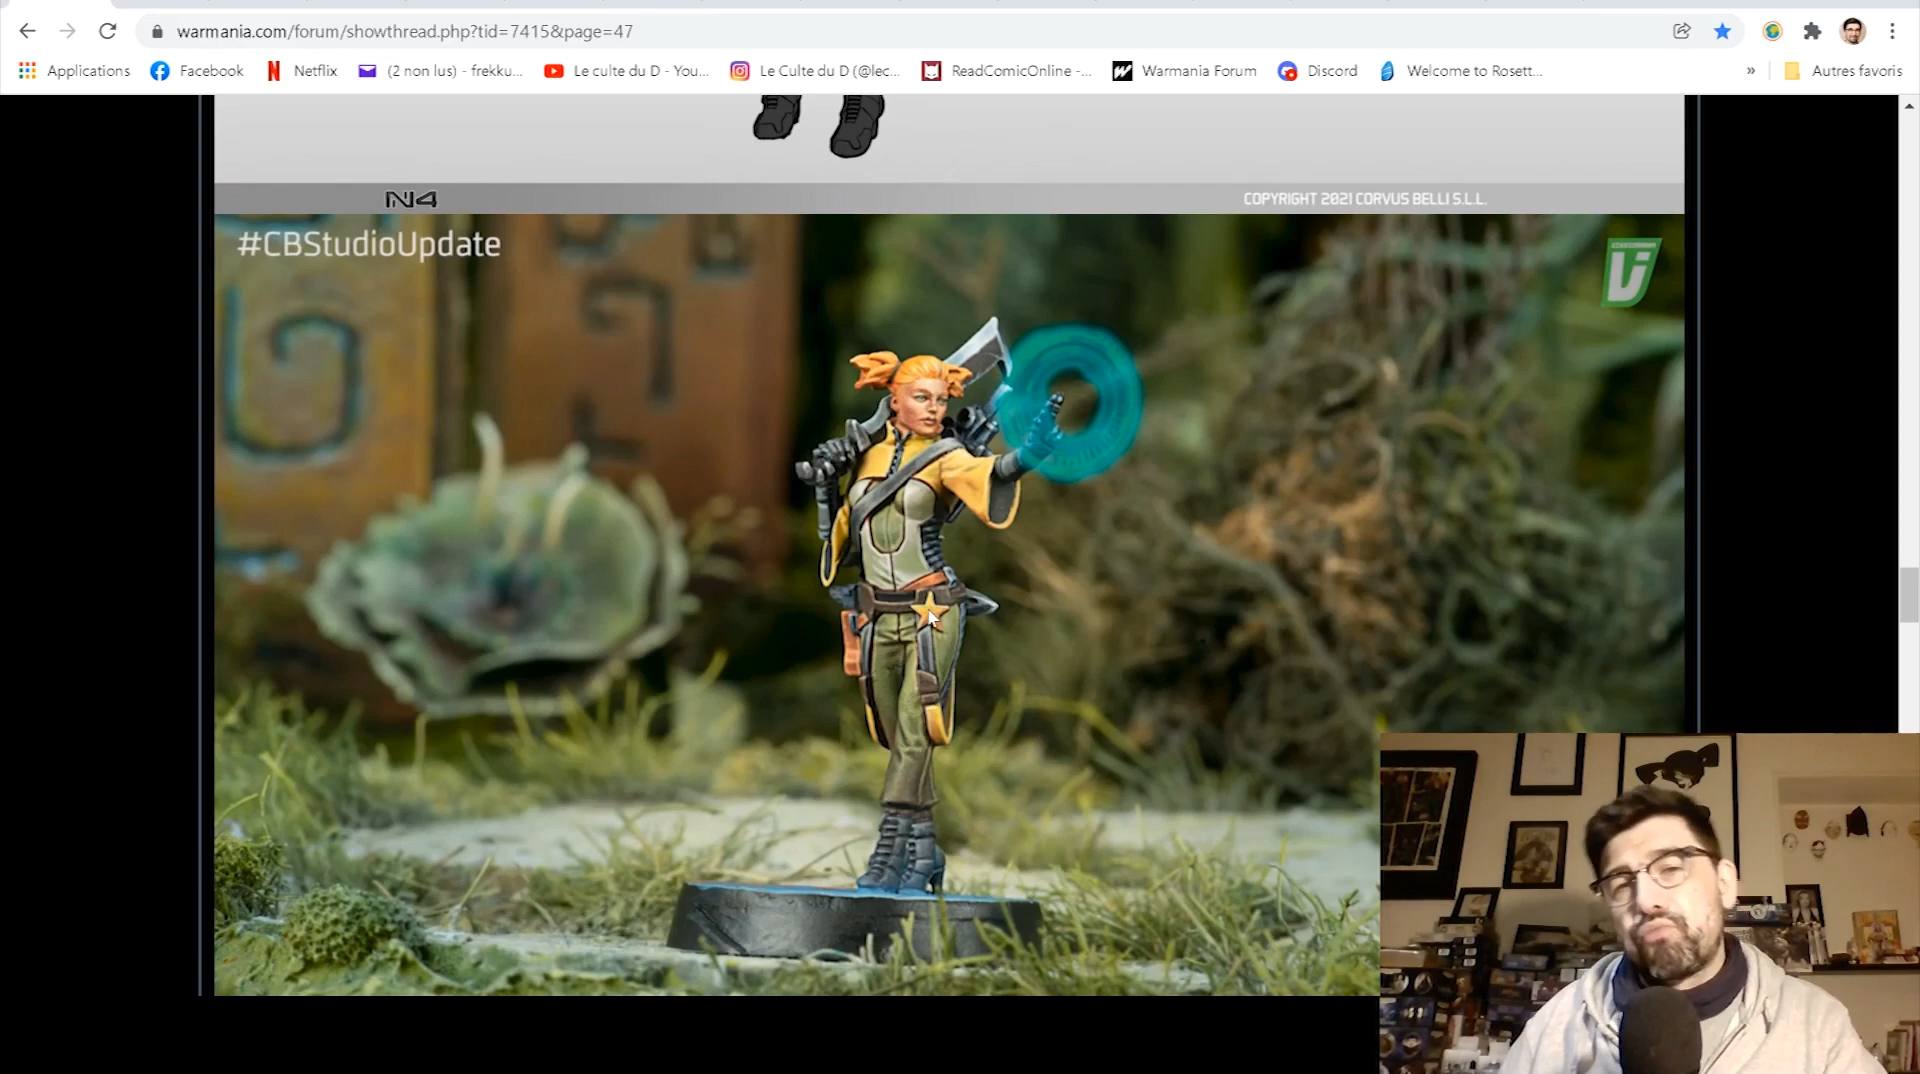 warmania.com/forum/showthread.php?tid=7415&page=47
Applications
Facebook
Netflix
(2 non lus) - frekku...
Le culte du D - You...
Le Culte du D (@lec...
ReadComicOnline -...
Warmania Forum
Discord
Welcome to Rosett...
»
Autres favoris
N4
COPYRIGHT 2021 CORVUS BELLI S.L.L.
#CBStudioUpdate